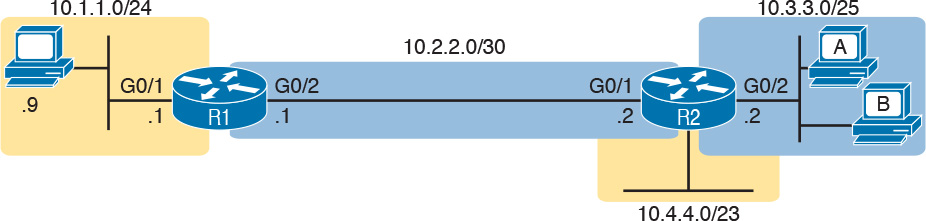 10.1.1.0/24
10.3.3.0/25
10.2.2.0/30
A
G0/1
G0/2
G0/1
G0/2
.9
B
.1
R1
.1
.2
R2
.2
10.4.4.0/23